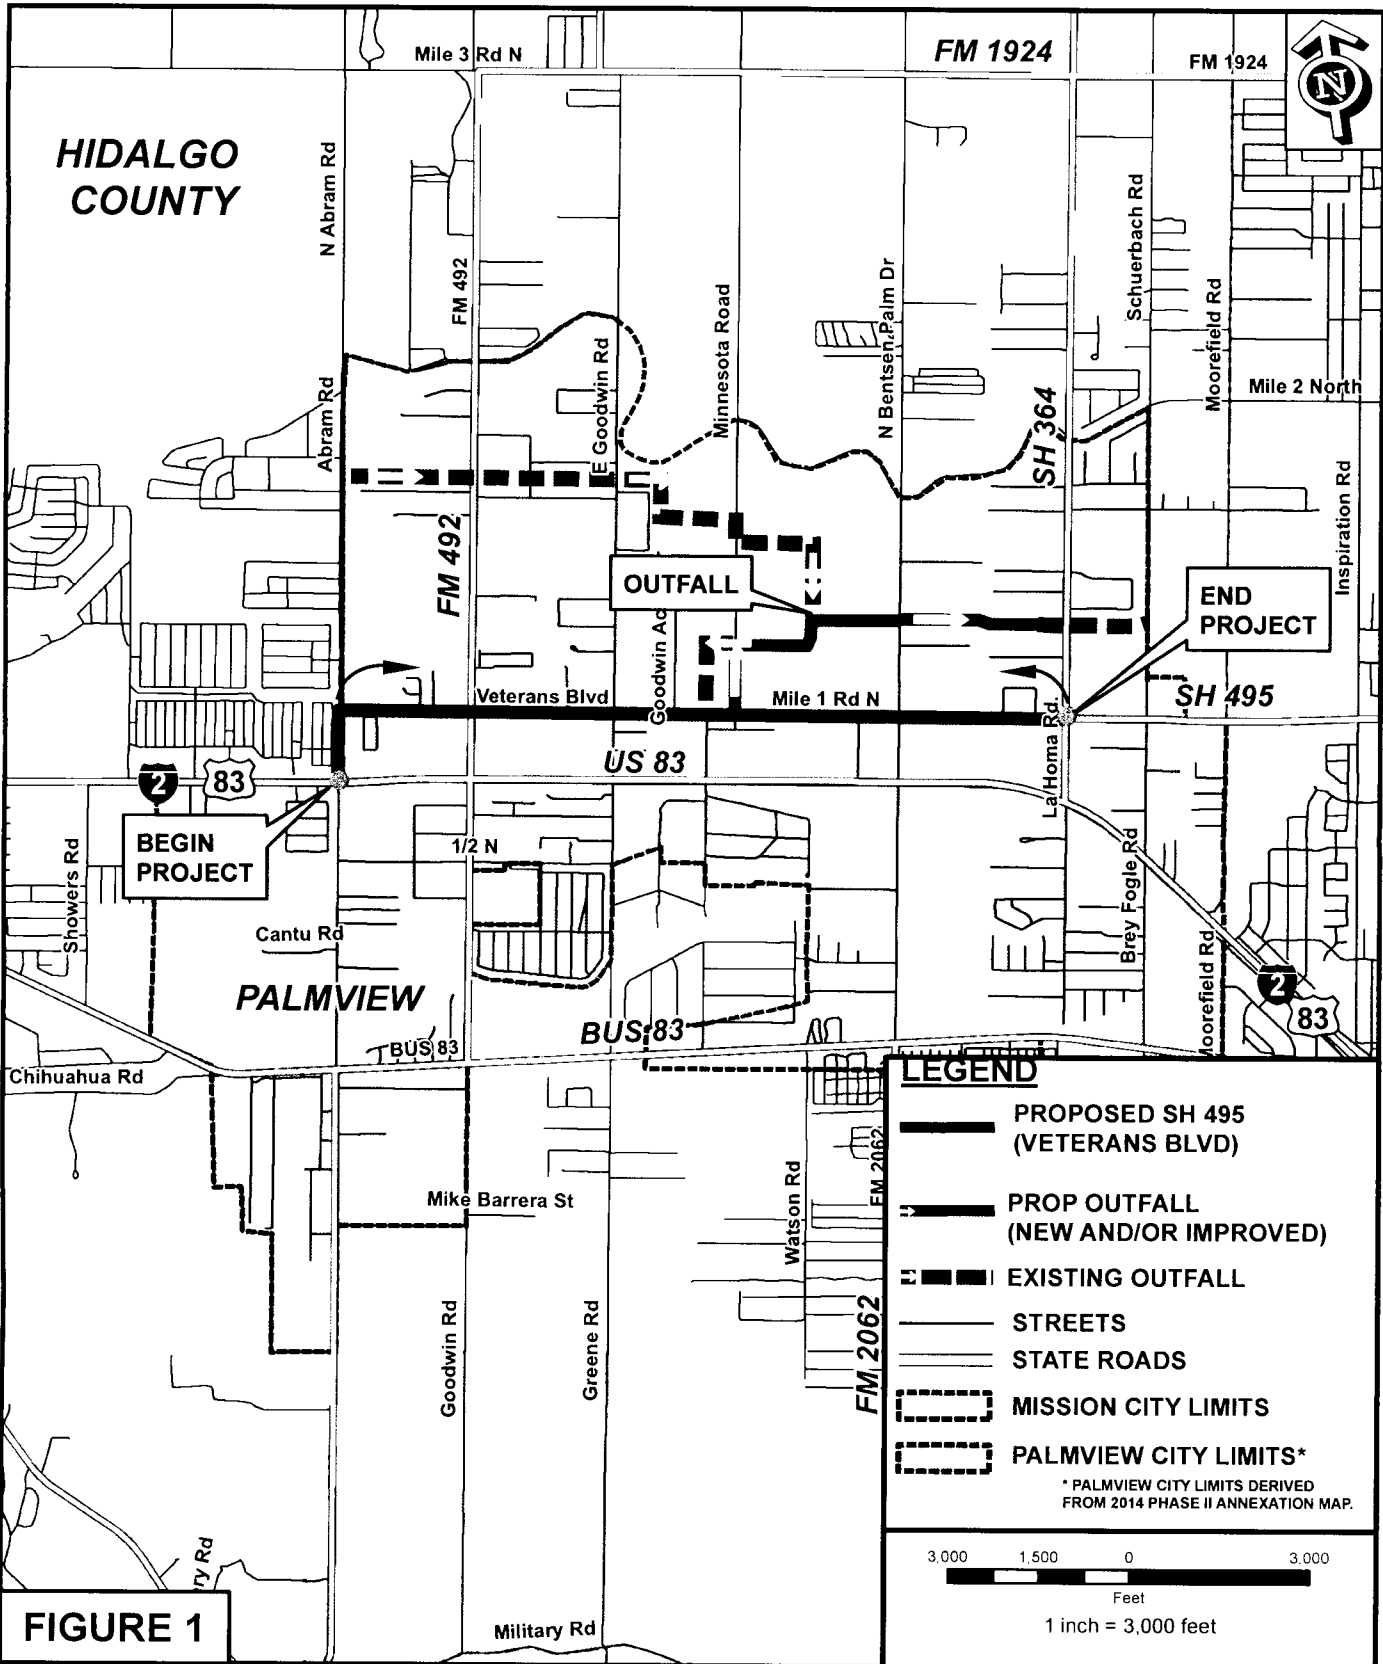 Mile 3 Rd N
FM 1924
FM 1924
N
HIDALGO
COUNTY
N Abram Rd
FM 492
Schuerbach Rd
Moorefield Rd
Minnesota Road
N Bentsen Palm Dr
E Goodwin Rd
Mile 2 North
Abram Rd
SH 364
Inspiration Rd
FM 492
OUTFALL
END
PROJECT
Goodwin Ac
Veterans Blvd
Mile 1 Rd N
SH 495
La Homa Rd.
US 83
2
83
BEGIN
PROJECT
1/2 N
Showers Rd
Cantu Rd
Brey Fogle Rd
Moorefield Rd
2
83
PALMVIEW
BUS 83
BUS 83
Chihuahua Rd
Mike Barrera St
Watson Rd
FM 2062
FM 2062
Goodwin Rd
Greene Rd
ry Rd
Military Rd
LEGEND
PROPOSED SH 495
(VETERANS BLVD)
PROP OUTFALL
(NEW AND/OR IMPROVED)
EXISTING OUTFALL
STREETS
STATE ROADS
MISSION CITY LIMITS
PALMVIEW CITY LIMITS*
* PALMVIEW CITY LIMITS DERIVED
FROM 2014 PHASE II ANNEXATION MAP.
3,000 1,500 0 3,000
Feet
1 inch = 3,000 feet
FIGURE 1